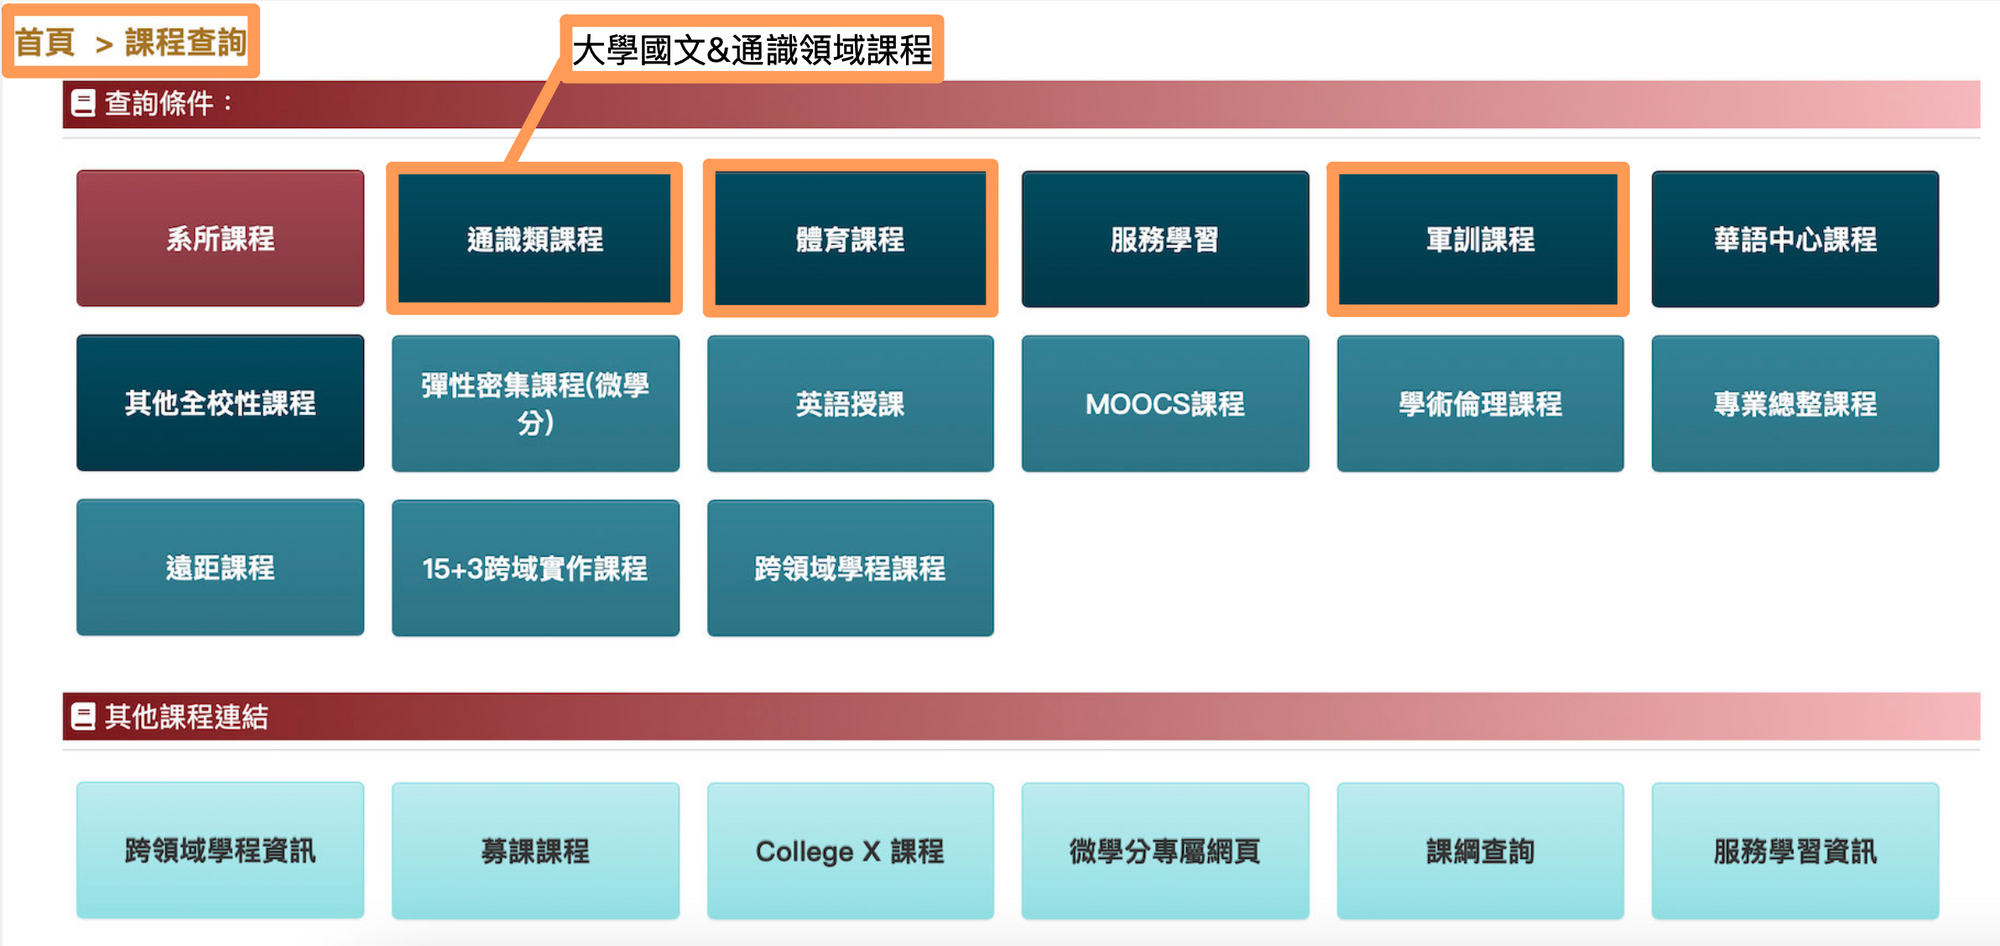 首頁 > 課程查詢
大學國文&通識領域課程
查詢條件：
系所課程
通識類課程
體育課程
服務學習
軍訓課程
華語中心課程
其他全校性課程
彈性密集課程(微學
分)
英語授課
MOOCS課程
學術倫理課程
專業總整課程
遠距課程
15+3跨域實作課程
跨領域學程課程
其他課程連結
跨領域學程資訊
募課課程
College X 課程
微學分專屬網頁
課綱查詢
服務學習資訊